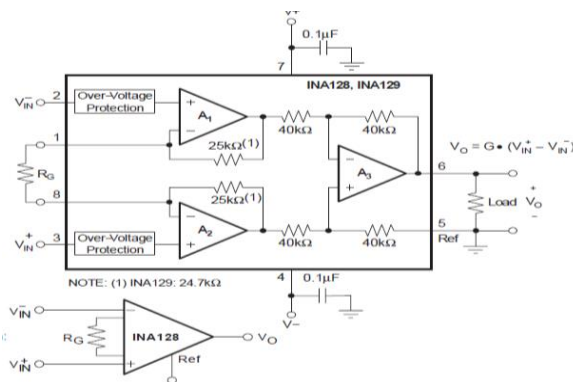 V+
0.1µF
7
INA128, INA129
V–IN 2 Over-Voltage Protection
A1
40kΩ 40kΩ
1
25kΩ(1)
RG
A3
6
VO = G • (V+IN – V–IN)
8
25kΩ(1)
+
Load VO
–
A2
5
Ref
V+IN 3 Over-Voltage Protection
40kΩ 40kΩ
NOTE: (1) INA129: 24.7kΩ
4
0.1µF
V–
V–IN
RG
INA128
VO
V+IN
Ref